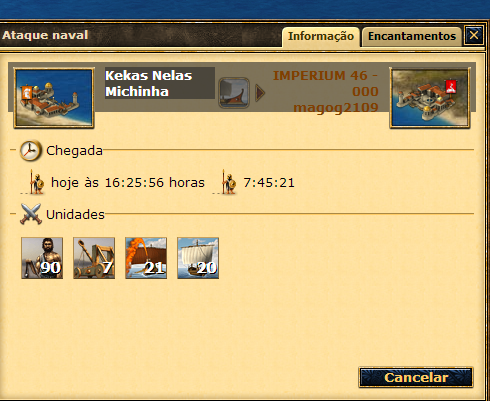 Ataque naval
Informação
Encantamentos
Kekas Nelas
Michinha
IMPERIUM 46 -
000
magog2109
Chegada
hoje às 16:25:56 horas
7:45:21
Unidades
90
7
21
20
Cancelar